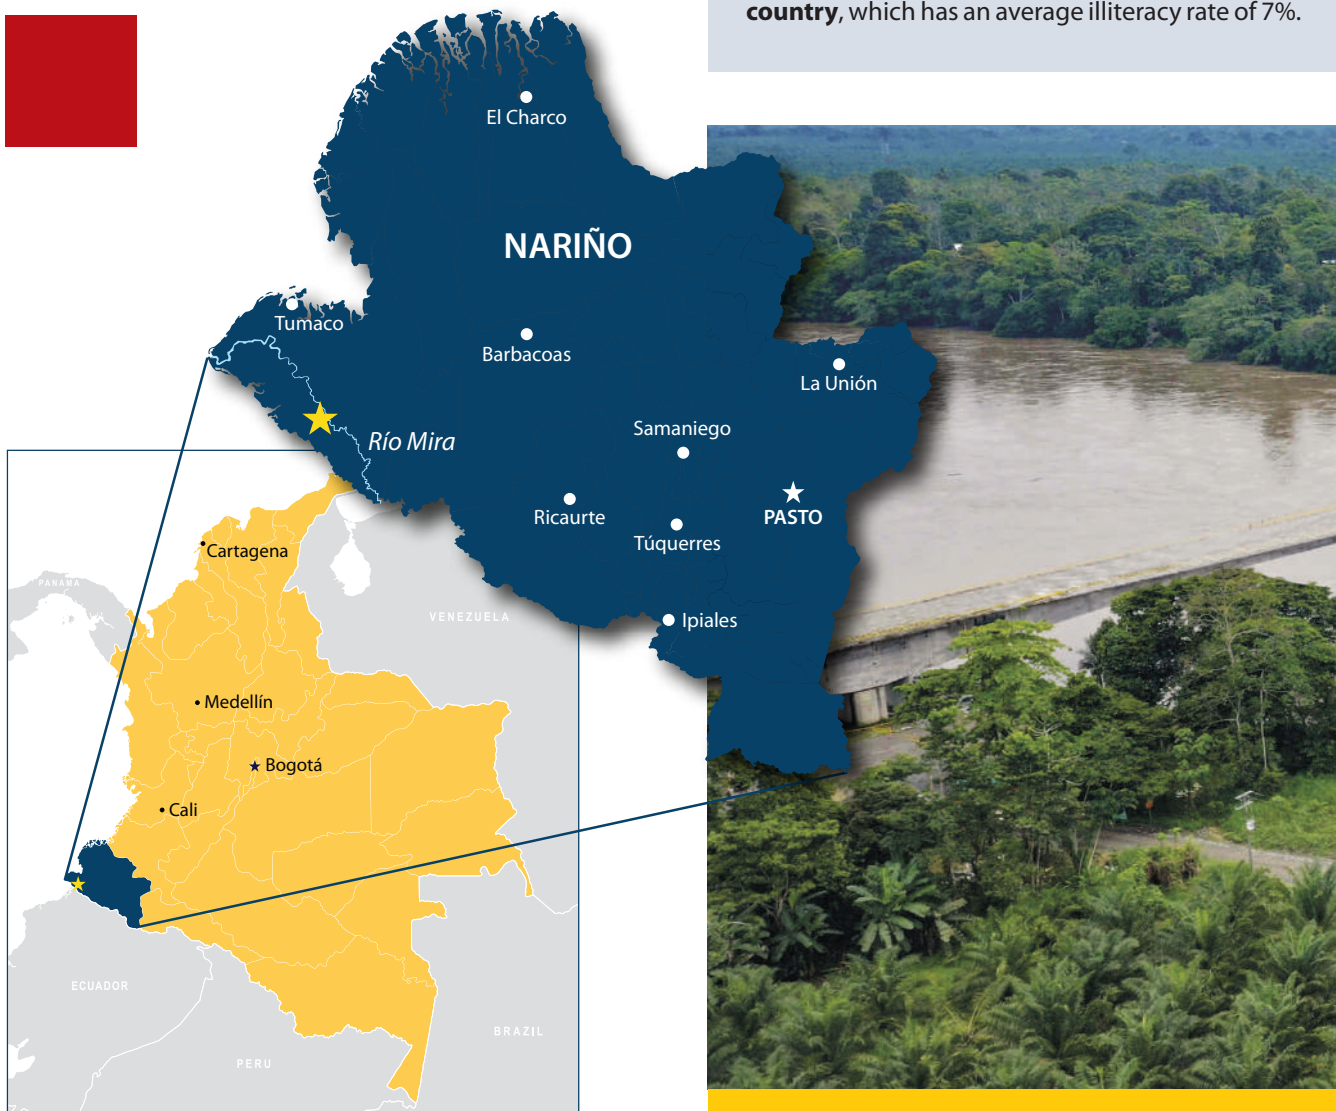 country, which has an average illiteracy rate of 7%.
El Charco
NARIÑO
Tumaco
Barbacoas
La Unión
Samaniego
Río Mira
Ricaurte
PASTO
Túquerres
Ipiales
Cartagena
PANAMA
VENEZUELA
Medellín
Bogotá
Cali
ECUADOR
BRAZIL
PERU